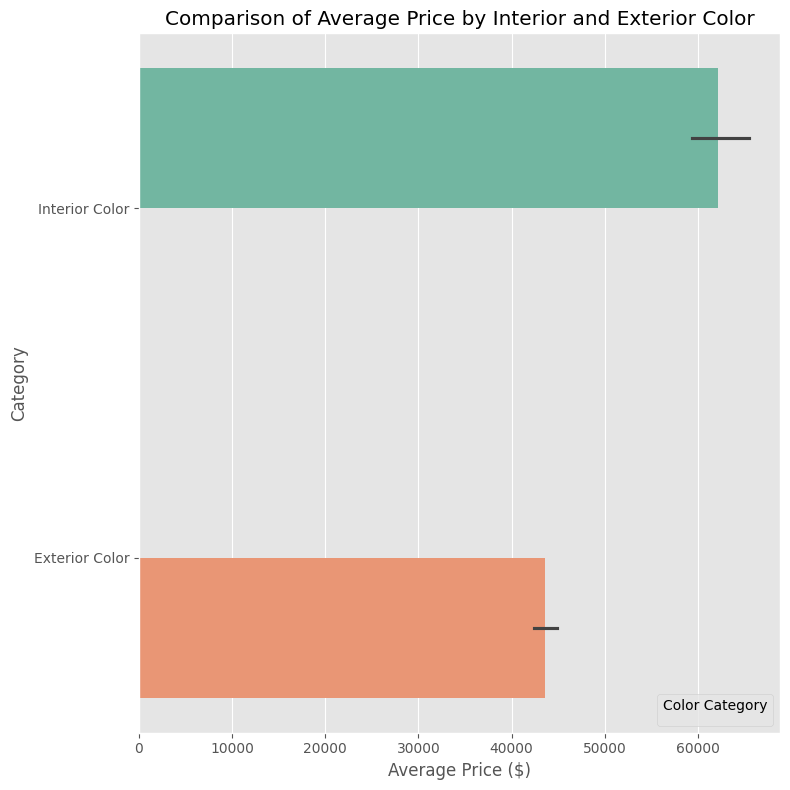 Comparison of Average Price by Interior and Exterior Color
Interior Color
Category
Exterior Color
Color Category
0 10000 20000 30000 40000 50000 60000
Average Price ($)